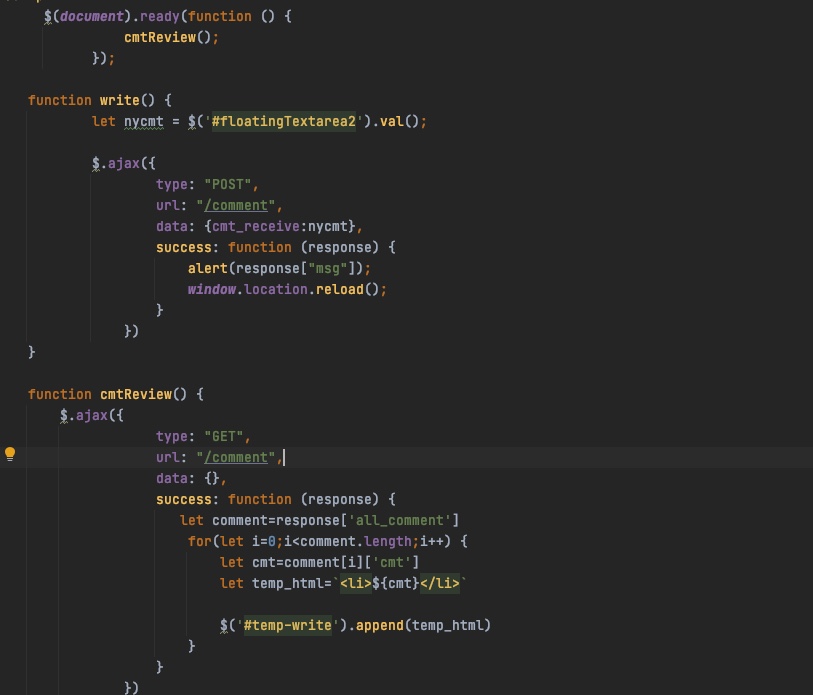 $(document).ready(function () {
cmtReview();
});
function write() {
let nycmt = $('#floatingTextarea2').val();
$.ajax({
type: "POST",
url: "/comment",
data: {cmt_receive:nycmt},
success: function (response) {
alert(response["msg"]);
window.location.reload();
}
})
}
function cmtReview() {
$.ajax({
type: "GET",
url: "/comment",
data: {},
success: function (response) {
let comment=response['all_comment']
for(let i=0;i<comment.length;i++) {
let cmt=comment[i]['cmt']
let temp_html=`<li>${cmt}</li>`
$('#temp-write').append(temp_html)
}
}
})